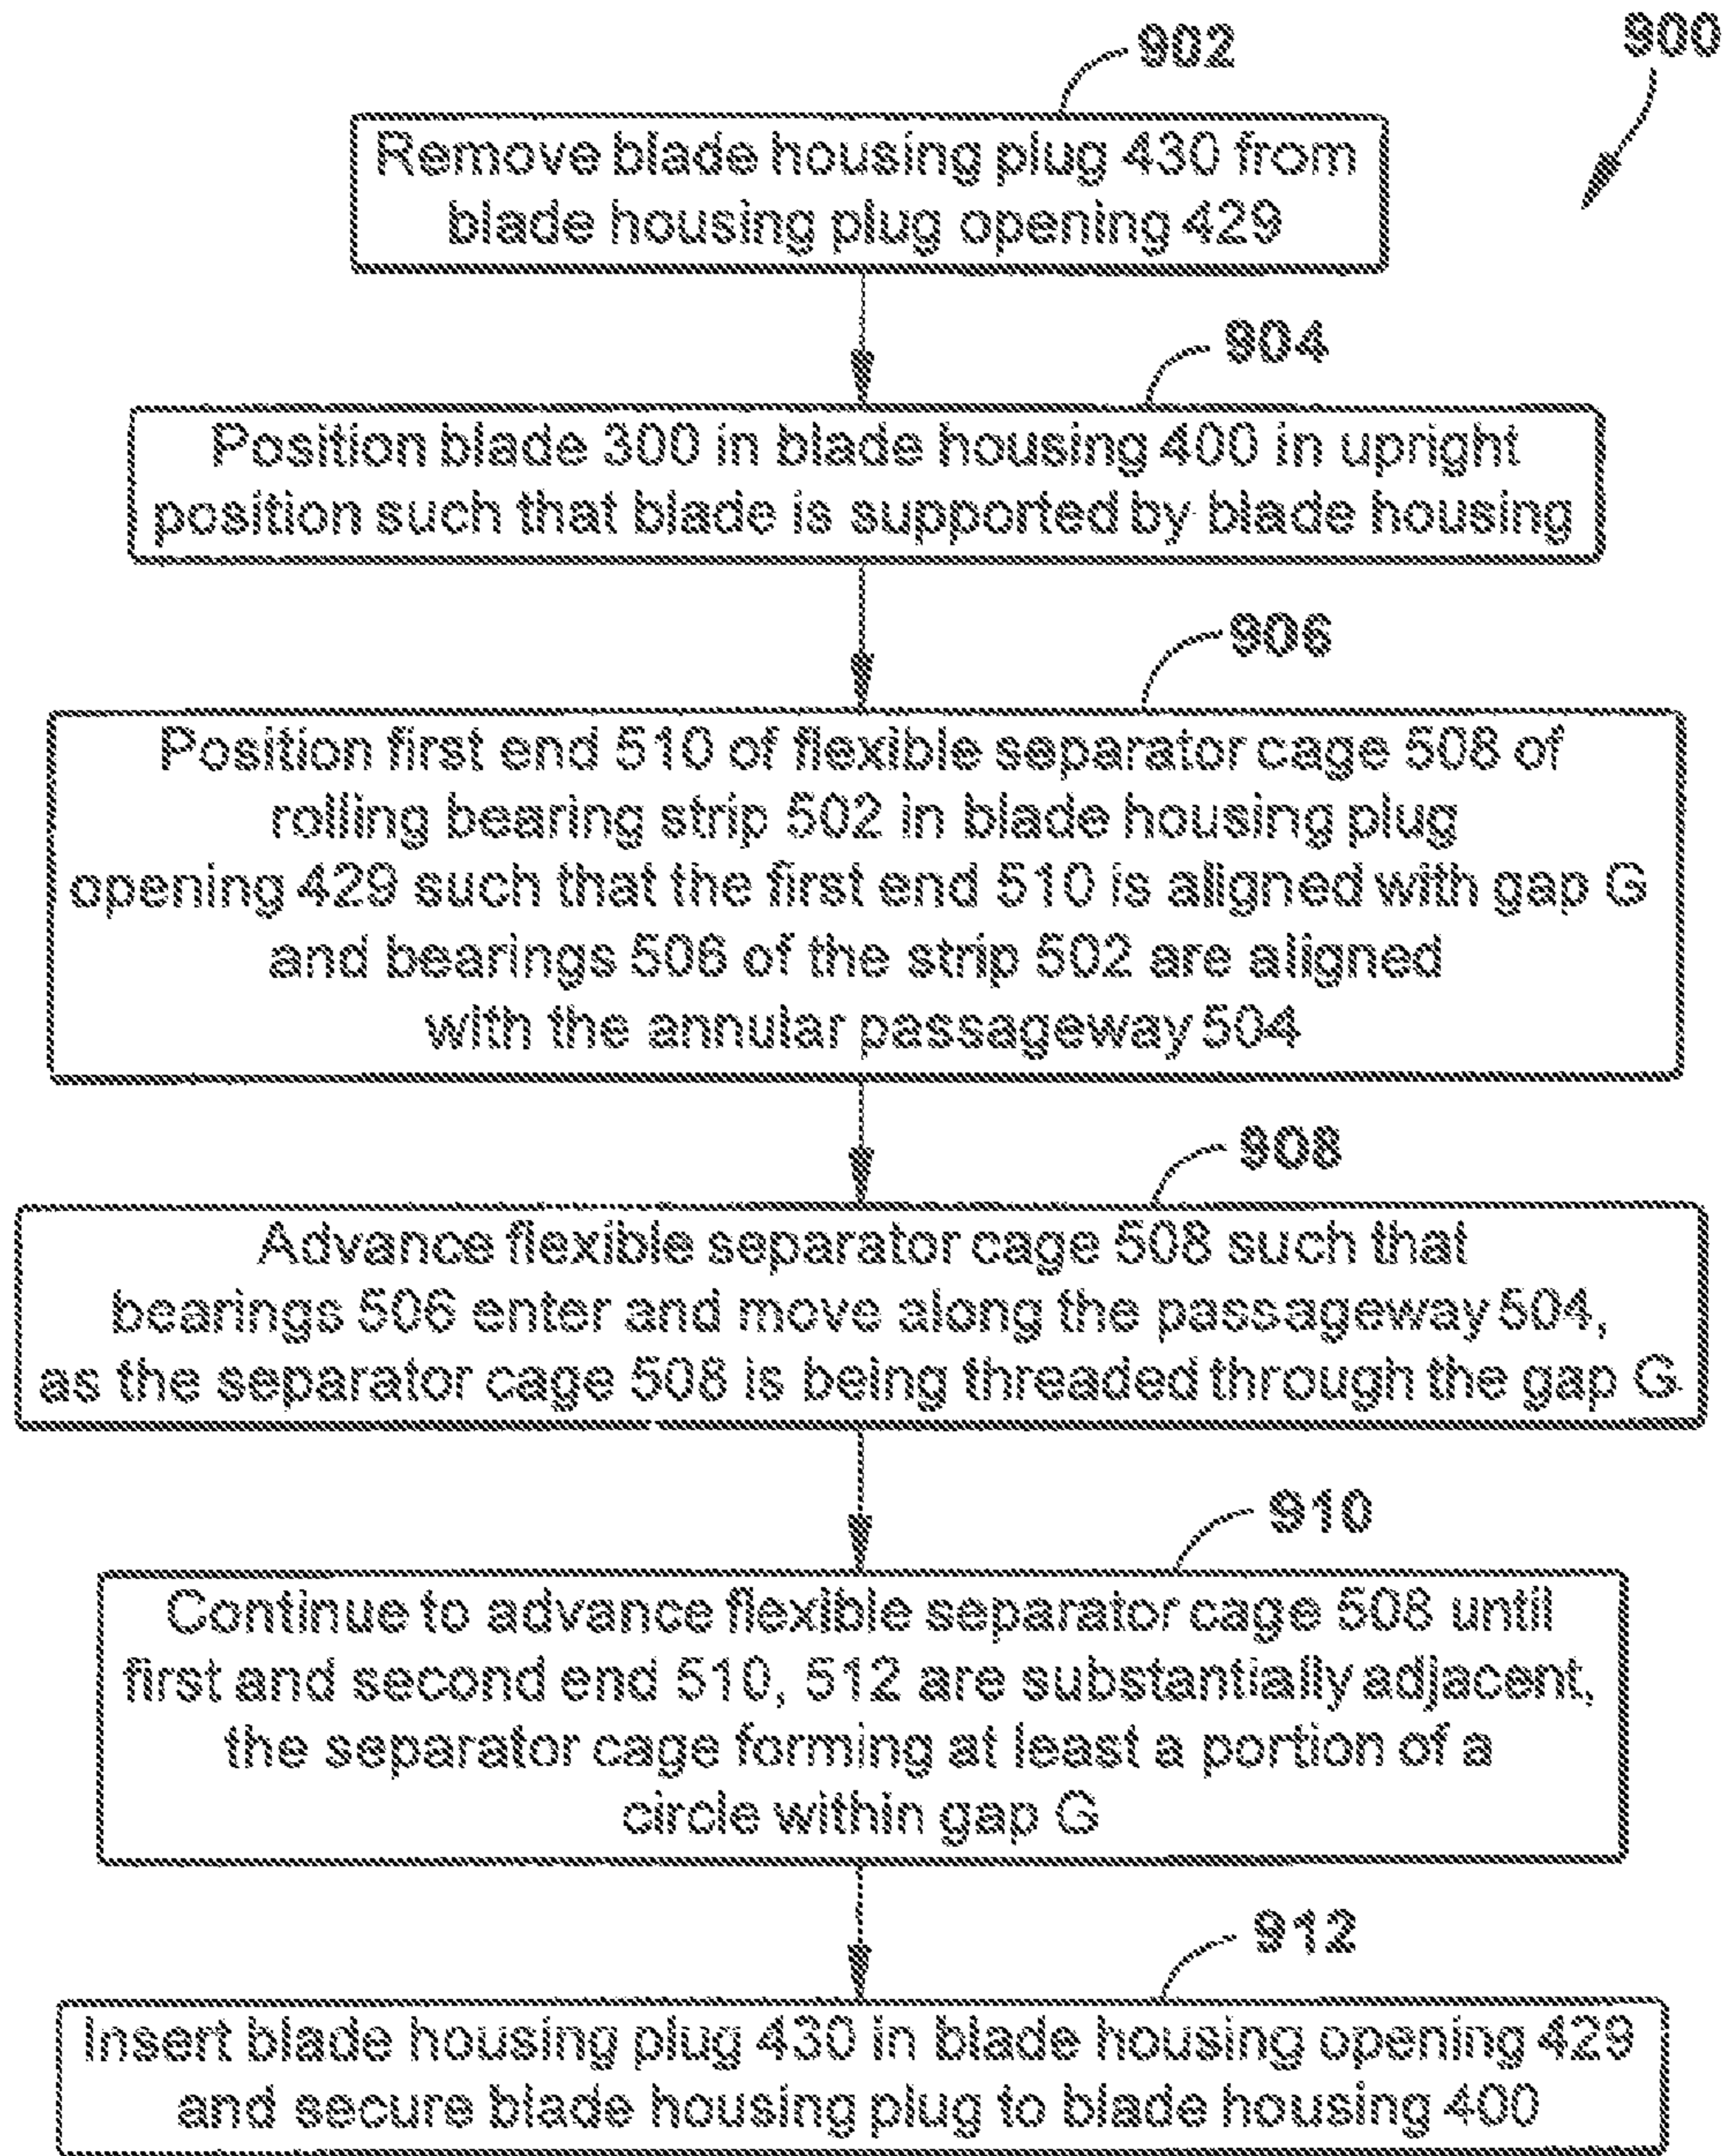 900
902
Remove blade housing plug 430 from
blade housing plug opening 429
904
Position blade 300 in blade housing 400 in upright
position such that blade is supported by blade housing
906
Position first end 510 of flexible separator cage 508 of
rolling bearing strip 502 in blade housing plug
opening 429 such that the first end 510 is aligned with gap G
and bearings 506 of the strip 502 are aligned
with the annular passageway 504
908
Advance flexible separator cage 508 such that
bearings 506 enter and move along the passageway 504,
as the separator cage 508 is being threaded through the gap G
910
Continue to advance flexible separator cage 508 until
first and second end 510, 512 are substantially adjacent,
the separator cage forming at least a portion of a
circle within gap G
912
Insert blade housing plug 430 in blade housing opening 429
and secure blade housing plug to blade housing 400